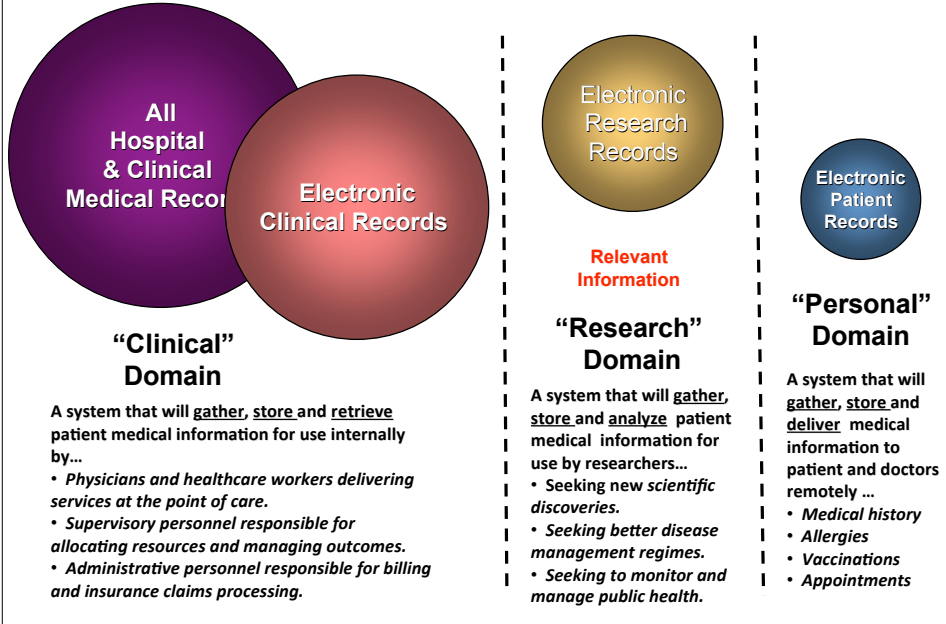 All
Hospital
& Clinical
Medical Recor
Electronic
Clinical Records
“Clinical”
Domain
A system that will gather, store and retrieve
patient medical information for use internally
by…
• Physicians and healthcare workers delivering
services at the point of care.
• Supervisory personnel responsible for
allocating resources and managing outcomes.
• Administrative personnel responsible for billing
and insurance claims processing.
Electronic
Research
Records
Relevant
Information
“Research”
Domain
A system that will gather,
store and analyze patient
medical information for
use by researchers…
• Seeking new scientific
discoveries.
• Seeking better disease
management regimes.
• Seeking to monitor and
manage public health.
Electronic
Patient
Records
“Personal”
Domain
A system that will
gather, store and
deliver medical
information to
patient and doctors
remotely …
• Medical history
• Allergies
• Vaccinations
• Appointments